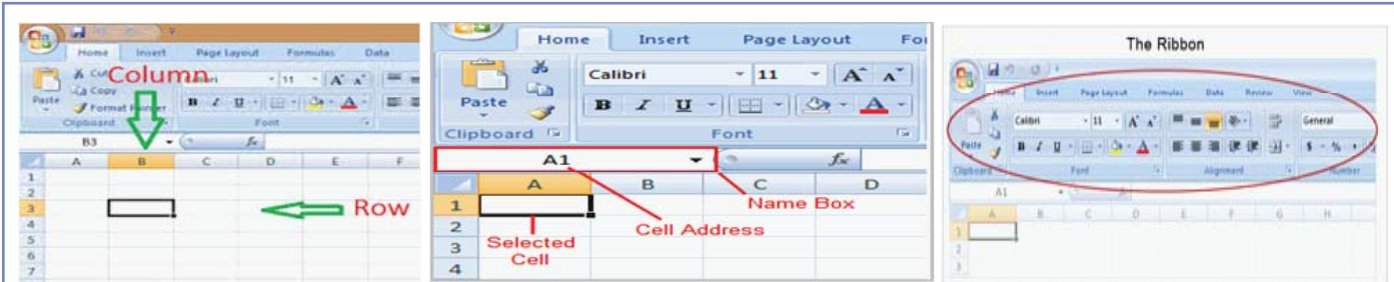 Home Insert Page Layout Formulas Data
Cut
Column
11 A A
Copy
Paste
Format Painter
B I U A
Clipboard Font
B3 fx
A B C D E F
1
2
3
Row
4
5
6
7
Home Insert Page Layout
Calibri 11 A A
Paste
B I U A
Clipboard Font
A1 fx
A B C D
1
Name Box
2
Cell Address
Selected
3
Cell
4
The Ribbon
Home Insert Page Layout Formulas Data Review View
Calibri 11 A A General
Paste
B I U A $ %
Clipboard Font Alignment Number
A1
A B C D E F G H
1
2
3